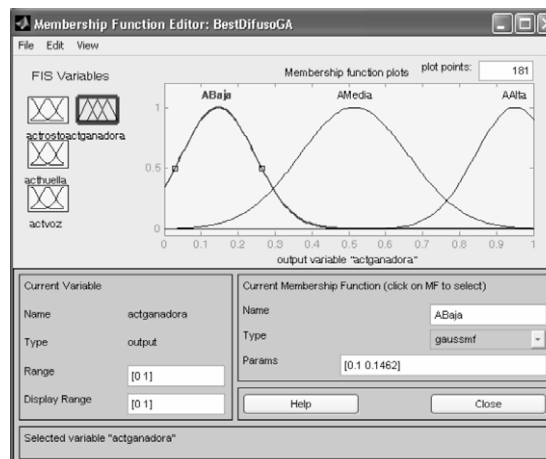 Membership Function Editor: BestDifusoGA
File Edit View
FIS Variables
Membership function plots
plot points:
181
actrostoactganadora
acthuella
actvoz
ABaja
AMedia
AAlta
1
0.5
0
0 0.1 0.2 0.3 0.4 0.5 0.6 0.7 0.8 0.9 1
output variable "actganadora"
Current Variable
Name actganadora
Type output
Range [0 1]
Display Range [0 1]
Current Membership Function (click on MF to select)
Name ABaja
Type gaussmf
Params [0.1 0.1462]
Help Close
Selected variable "actganadora"